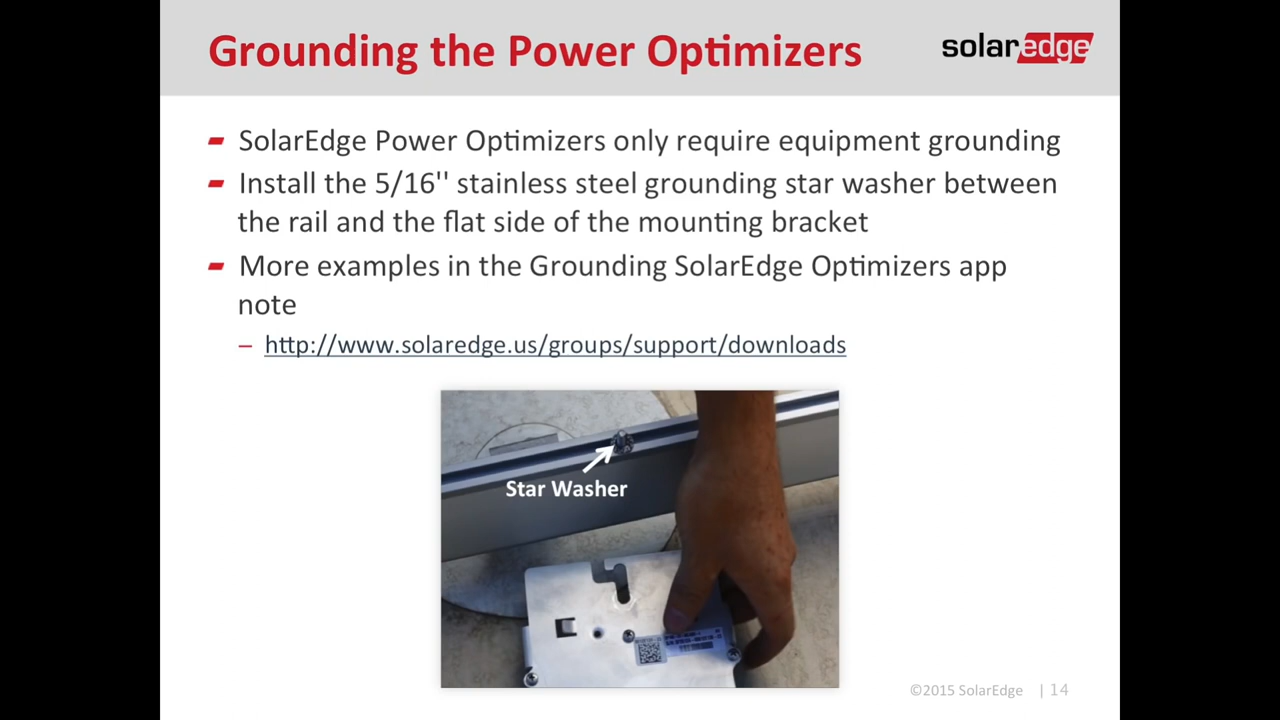 Grounding the Power Optimizers
solaredge
SolarEdge Power Optimizers only require equipment grounding
Install the 5/16'' stainless steel grounding star washer between
the rail and the flat side of the mounting bracket
More examples in the Grounding SolarEdge Optimizers app
note
– http://www.solaredge.us/groups/support/downloads
Star Washer
©2015 SolarEdge | 14